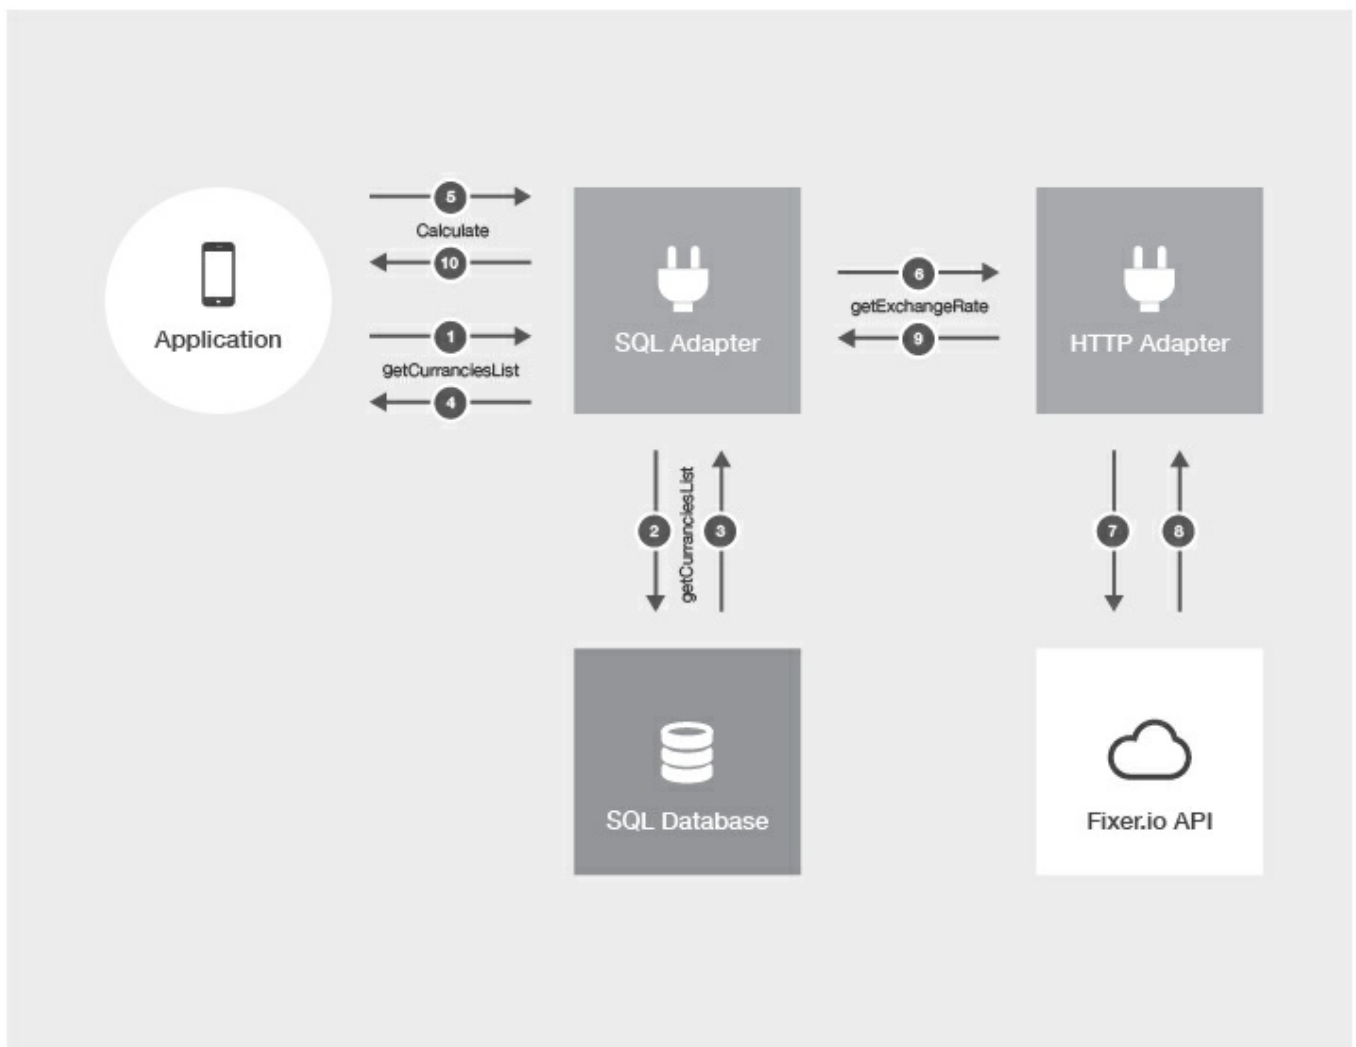 5
Calculate
10
Application
1
getCurranciesList
4
SQL Adapter
6
getExchangeRate
9
HTTP Adapter
2
getCurranciesList
3
7
8
SQL Database
Fixer.io API